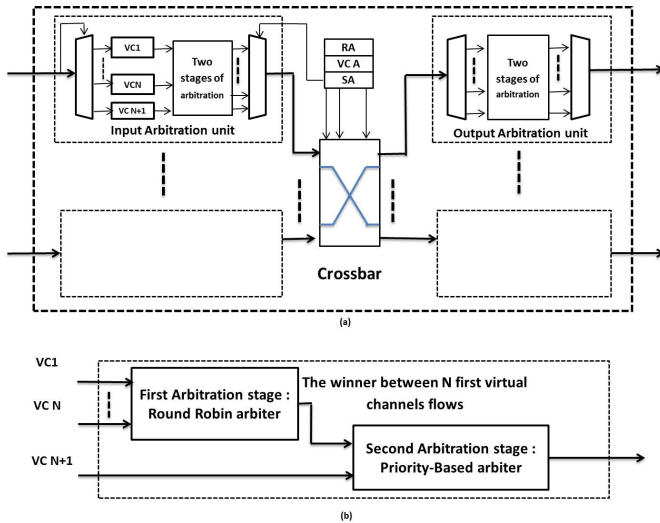 VC1
VCN
VC N+1
Two
stages of
arbitration
Input Arbitration unit
RA
VC A
SA
Two
stages of
arbitration
Output Arbitration unit
Crossbar
(a)
VC1
VC N
VC N+1
First Arbitration stage :
Round Robin arbiter
The winner between N first virtual
channels flows
Second Arbitration stage :
Priority-Based arbiter
(b)